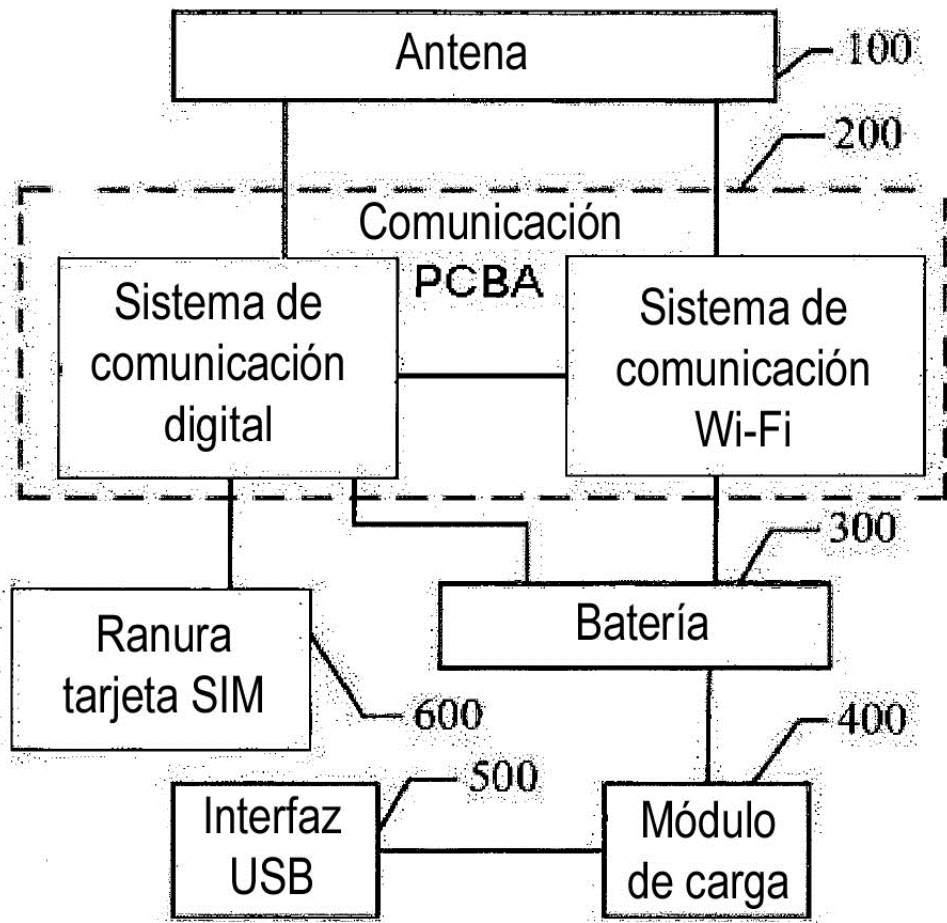 Antena
100
200
Comunicación
PCBA
Sistema de
comunicación
digital
Sistema de
comunicación
Wi-Fi
300
Batería
Ranura
tarjeta SIM
600
400
500
Interfaz
USB
Módulo
de carga